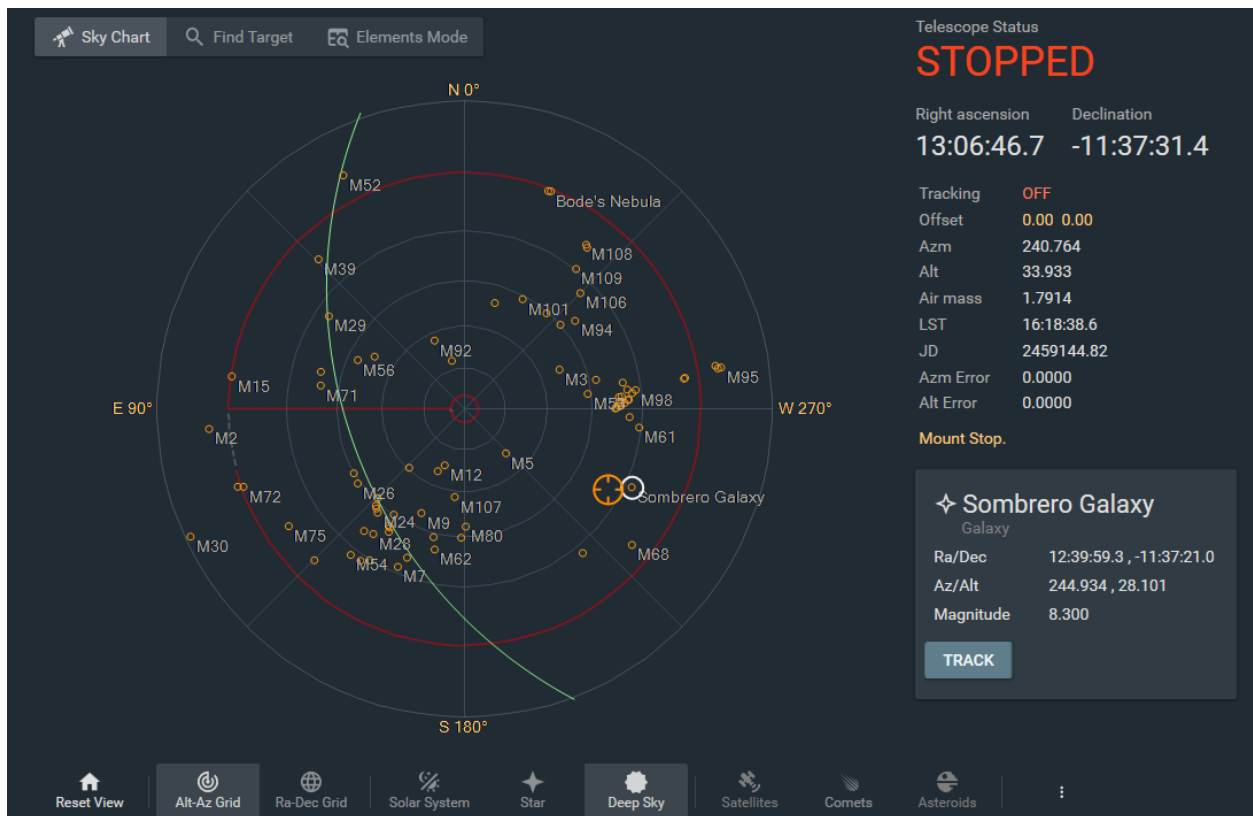 Sky Chart
Find Target
Elements Mode
Telescope Status
STOPPED
Right ascension Declination
13:06:46.7 -11:37:31.4
Tracking OFF
Offset 0.00 0.00
Azm 240.764
Alt 33.933
Air mass 1.7914
LST 16:18:38.6
JD 2459144.82
Azm Error 0.0000
Alt Error 0.0000
Mount Stop.
Sombrero Galaxy
Galaxy
Ra/Dec 12:39:59.3 , -11:37:21.0
Az/Alt 244.934 , 28.101
Magnitude 8.300
TRACK
N 0°
M52
Bode's Nebula
M108
M39
M109
M106
M101
M29
M94
M92
M56
M3
M95
M15
M71
M98
E 90°
W 270°
M61
M2
M5
M12
M72
M26
Sombrero Galaxy
M107
M24
M9
M75
M80
M30
M28
M62
M68
M54
M7
S 180°
Reset View
Alt-Az Grid
Ra-Dec Grid
Solar System
Star
Deep Sky
Satellites
Comets
Asteroids